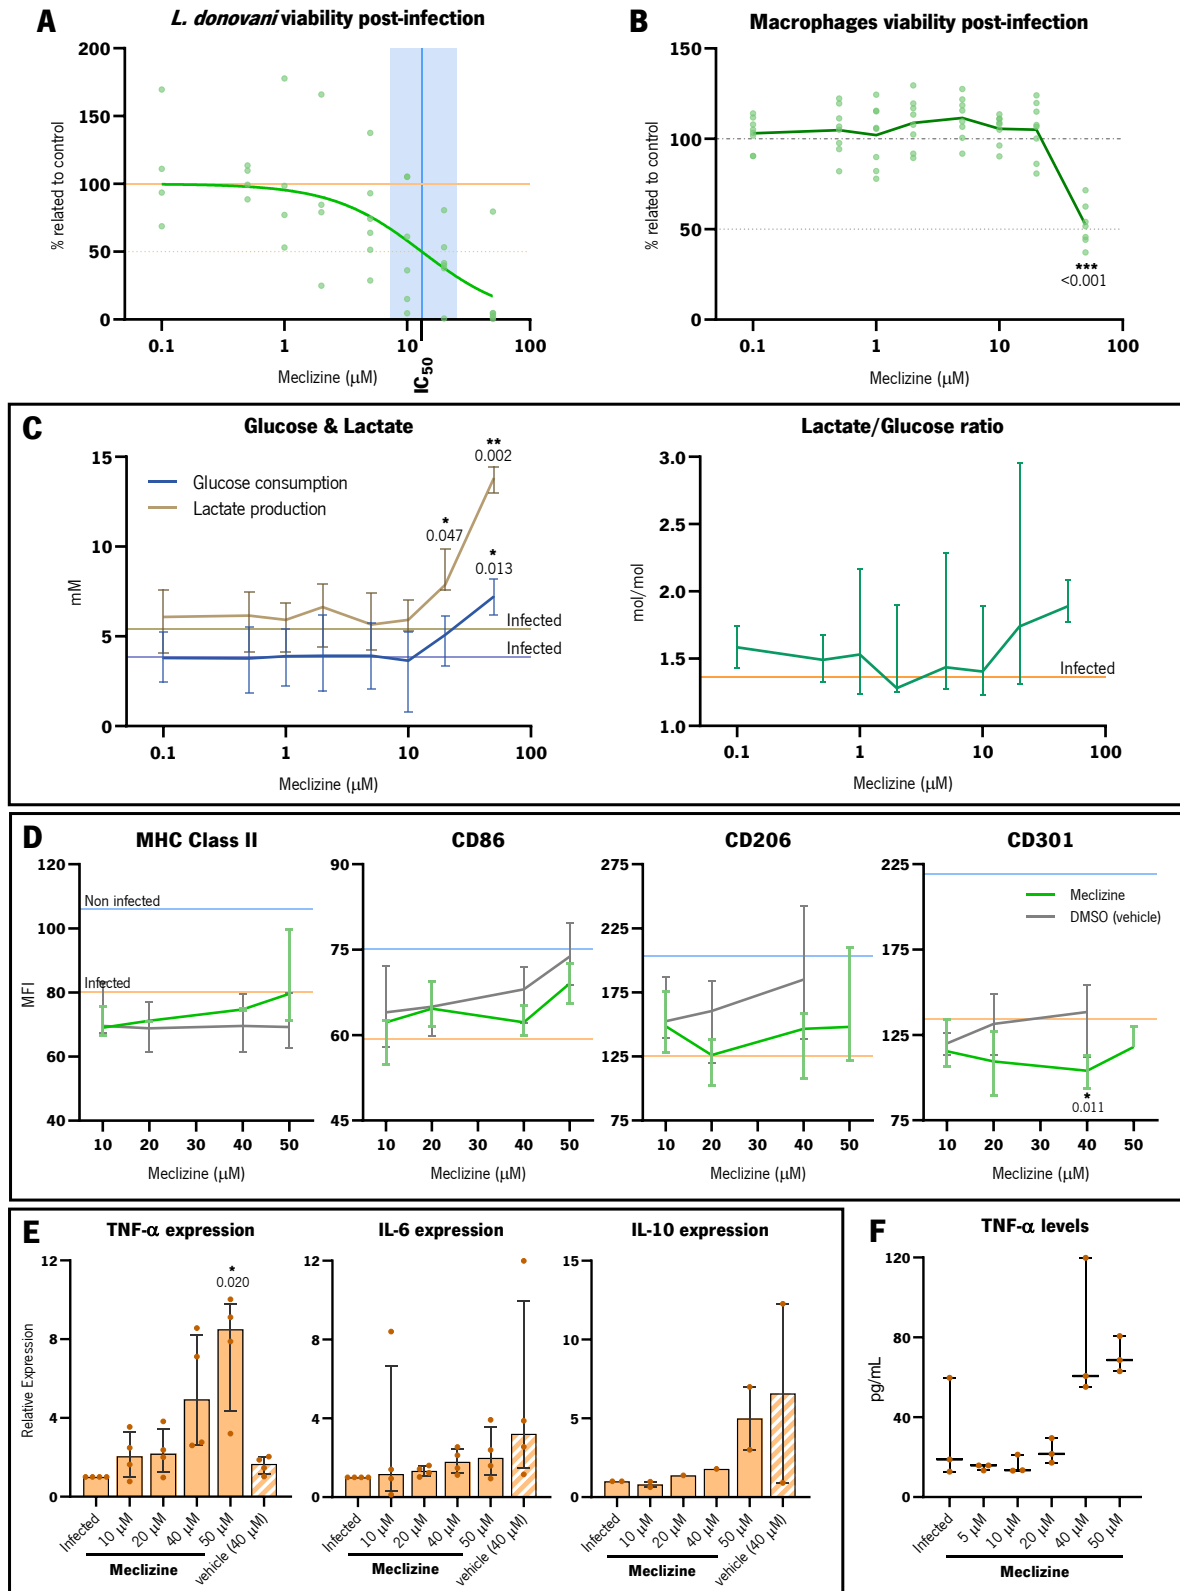 A
L. donovani viability post-infection
200
150
100
50
0
% related to control
0.1
1
10
100
IC50
Meclizine (μM)
B
Macrophages viability post-infection
150
100
50
0
% related to control
***
<0.001
0.1
1
10
100
Meclizine (μM)
C
Glucose & Lactate
15
10
5
0
mM
Glucose consumption
Lactate production
**
0.002
*
0.047
*
0.013
Infected
Infected
0.1
1
10
100
Meclizine (μM)
Lactate/Glucose ratio
3.0
2.5
2.0
1.5
1.0
mol/mol
Infected
0.1
1
10
100
Meclizine (μM)
D
MHC Class II
120
100
80
60
40
MFI
Non infected
Infected
10 20 30 40 50
Meclizine (μM)
CD86
90
75
60
45
10 20 30 40 50
Meclizine (μM)
CD206
275
225
175
125
75
10 20 30 40 50
Meclizine (μM)
CD301
225
175
125
75
Meclizine
DMSO (vehicle)
*
0.011
10 20 30 40 50
Meclizine (μM)
E
TNF-α expression
12
8
4
0
Relative Expression
*
0.020
Infected
10 μM
20 μM
40 μM
50 μM
vehicle (40 μM)
Meclizine
IL-6 expression
12
8
4
0
Infected
10 μM
20 μM
40 μM
50 μM
vehicle (40 μM)
Meclizine
IL-10 expression
15
10
5
0
Infected
10 μM
20 μM
40 μM
50 μM
vehicle (40 μM)
Meclizine
F
TNF-α levels
120
80
40
0
pg/mL
Infected
5 μM
10 μM
20 μM
40 μM
50 μM
Meclizine